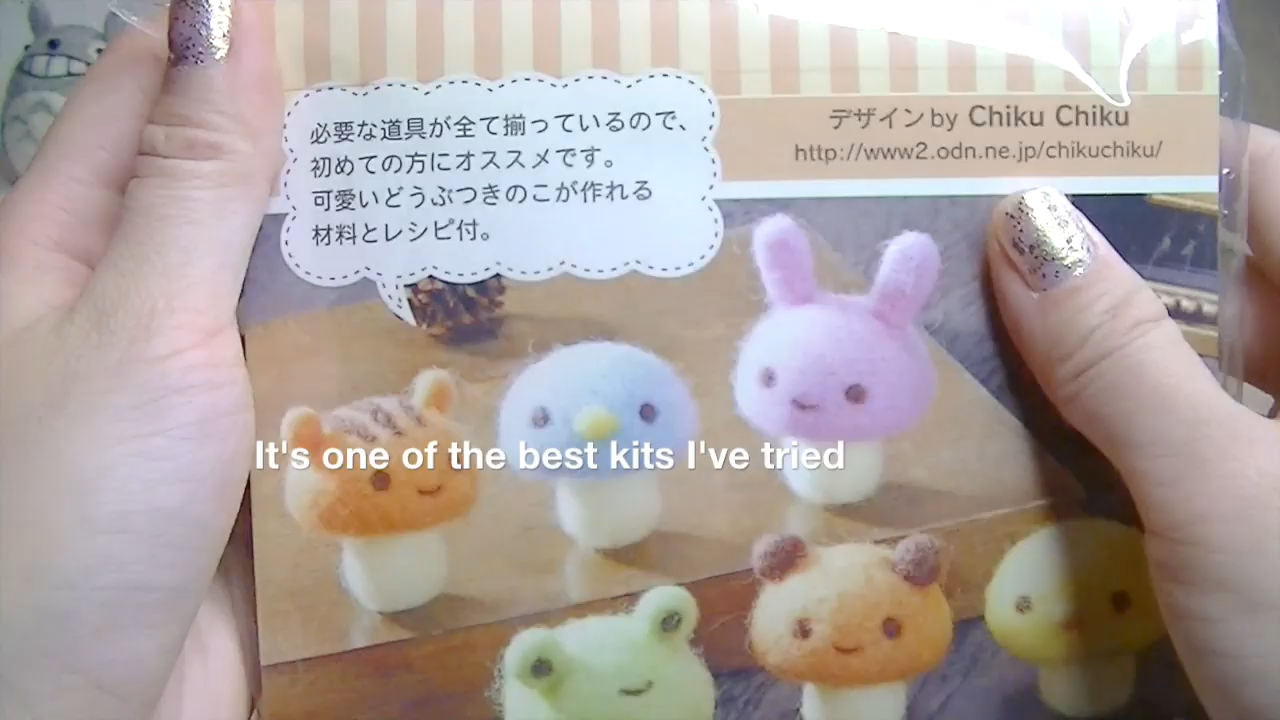 必要な道具が全て揃っているので、
初めての方にオススメです。
可愛いどうぶつきのこが作れる
材料とレシピ付。
デザインby Chiku Chiku
http://www2.odn.ne.jp/chikuchiku/
It's one of the best kits I've tried